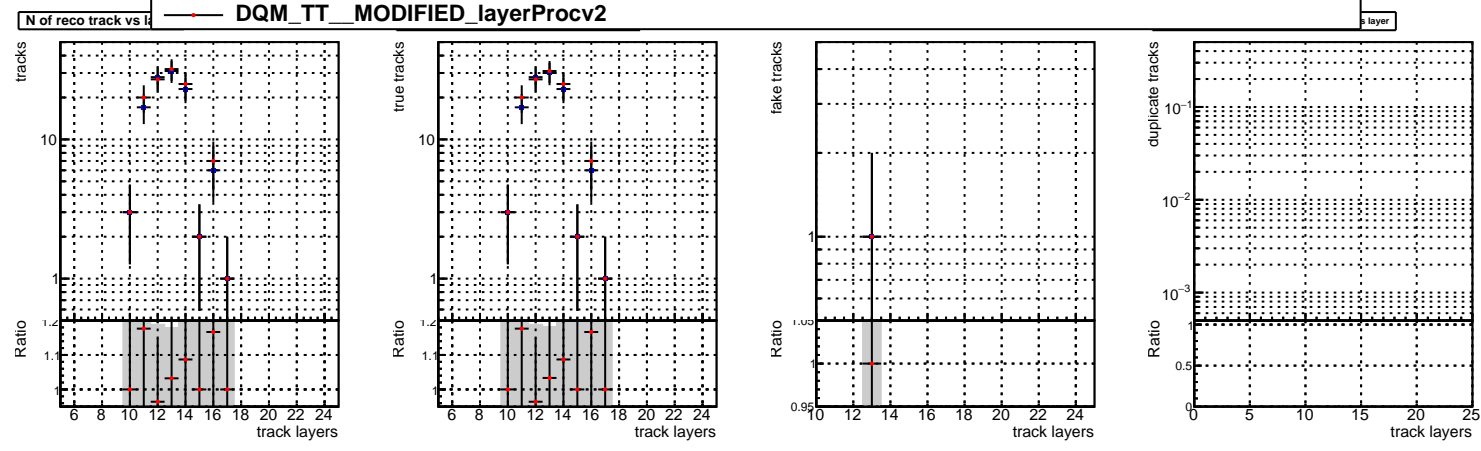 DQM_TT__MODIFIED_layerProcv2
N of reco track vs la
s layer
tracks
10
1
Ratio
1.2
1.1
1
6 8 10 12 14 16 18 20 22 24
track layers
true tracks
10
1
Ratio
1.2
1.1
1
6 8 10 12 14 16 18 20 22 24
track layers
fake tracks
1
Ratio
1.05
1
0.95
10 12 14 16 18 20 22 24
track layers
duplicate tracks
10−1
10−2
10−3
Ratio
1
0.5
0
0 5 10 15 20 25
track layers